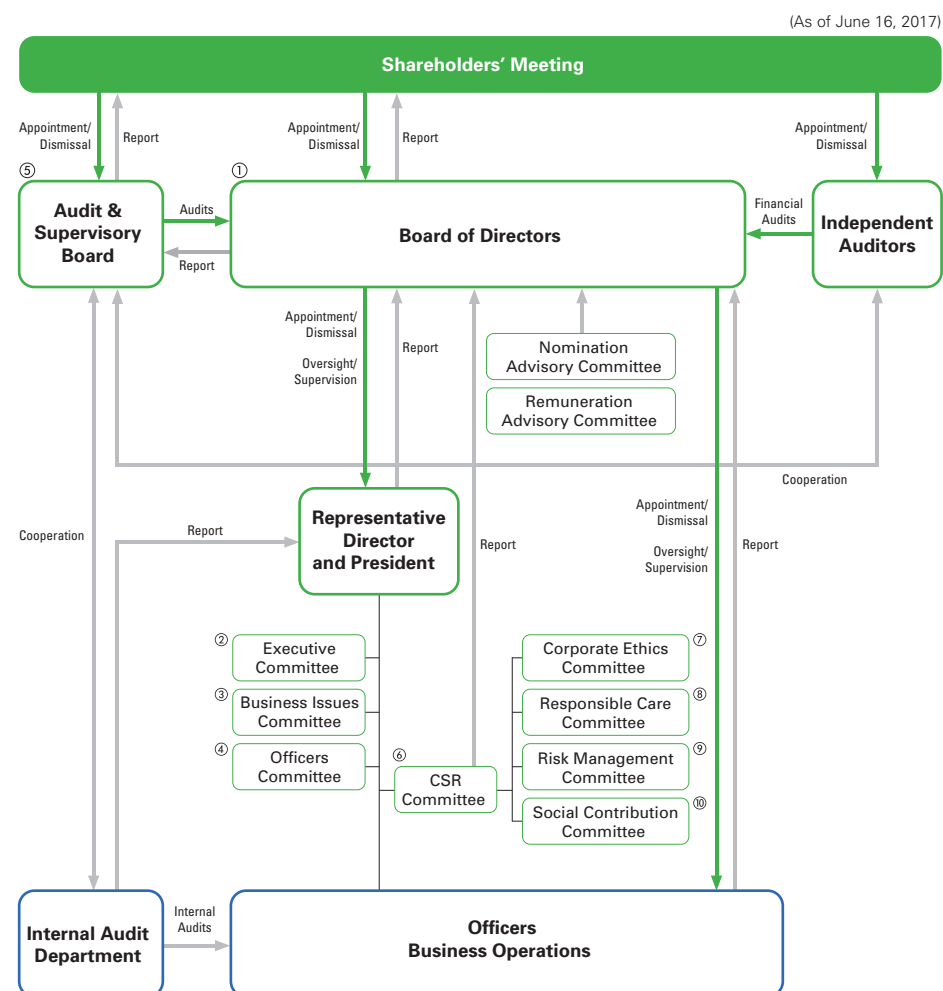 (As of June 16, 2017)
Shareholders’ Meeting
Appointment/
Dismissal
Report
Appointment/
Dismissal
Report
Appointment/
Dismissal
⑤
Audit &
Supervisory
Board
Audits
Report
①
Board of Directors
Financial
Audits
Independent
Auditors
Appointment/
Dismissal
Oversight/
Supervision
Report
Nomination
Advisory Committee
Remuneration
Advisory Committee
Cooperation
Cooperation
Report
Representative
Director
and President
Report
Appointment/
Dismissal
Oversight/
Supervision
Report
②
Executive
Committee
③
Business Issues
Committee
④
Officers
Committee
⑥
CSR
Committee
⑦
Corporate Ethics
Committee
⑧
Responsible Care
Committee
⑨
Risk Management
Committee
⑩
Social Contribution
Committee
Internal Audit
Department
Internal
Audits
Officers
Business Operations